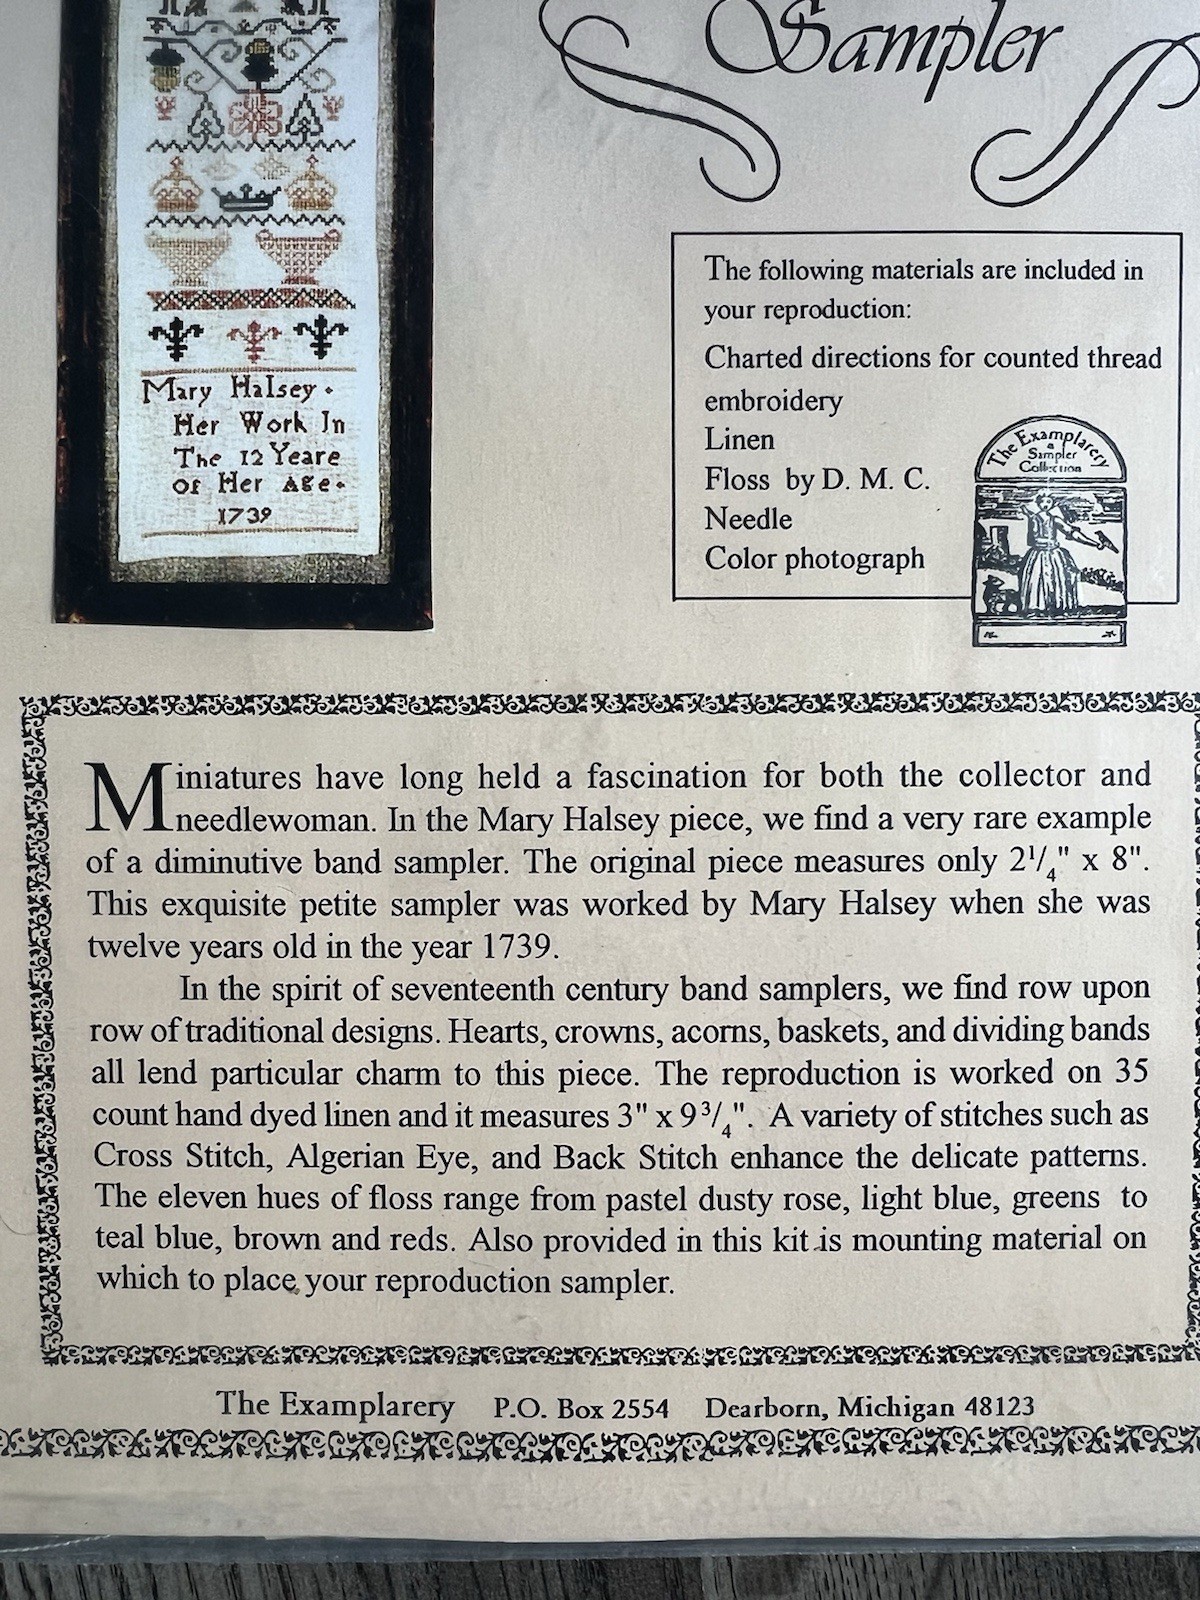 Sampler
The following materials are included in
your reproduction:
Charted directions for counted thread
embroidery
Linen
Floss by D. M. C.
Needle
Color photograph
The Examplarery
a
Sampler
Collection
Mary Halsey.
Her Work In
The 12 Yeare
of Her Age.
1739
Miniatures have long held a fascination for both the collector and
needlewoman. In the Mary Halsey piece, we find a very rare example
of a diminutive band sampler. The original piece measures only 2 1/4" x 8".
This exquisite petite sampler was worked by Mary Halsey when she was
twelve years old in the year 1739.
In the spirit of seventeenth century band samplers, we find row upon
row of traditional designs. Hearts, crowns, acorns, baskets, and dividing bands
all lend particular charm to this piece. The reproduction is worked on 35
count hand dyed linen and it measures 3" x 9 3/4". A variety of stitches such as
Cross Stitch, Algerian Eye, and Back Stitch enhance the delicate patterns.
The eleven hues of floss range from pastel dusty rose, light blue, greens to
teal blue, brown and reds. Also provided in this kit is mounting material on
which to place your reproduction sampler.
The Examplarery P.O. Box 2554 Dearborn, Michigan 48123